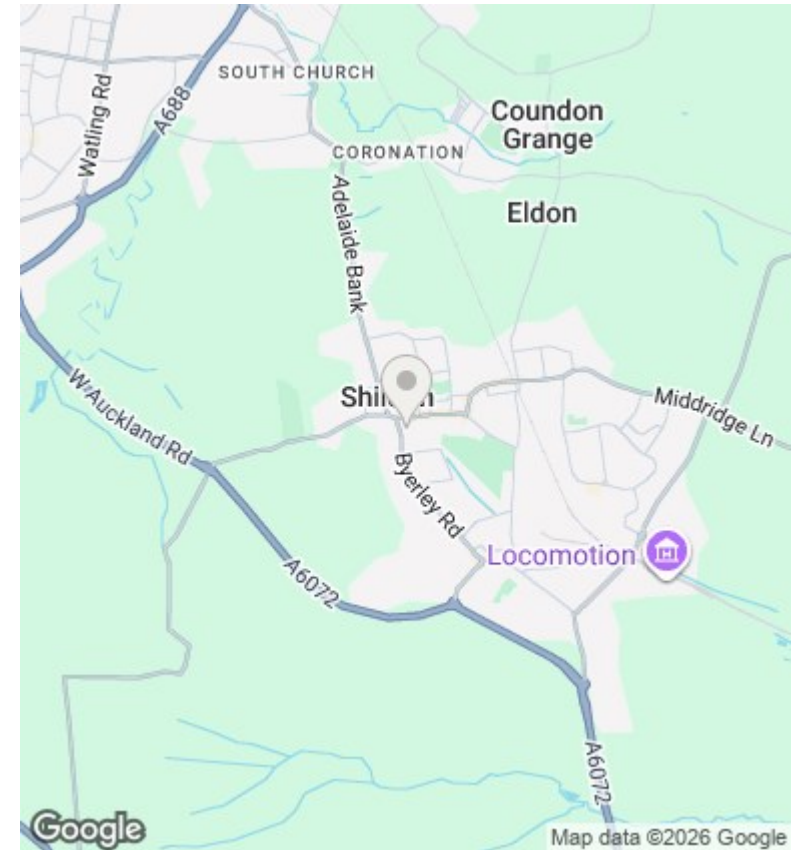 SOUTH CHURCH
Watling Rd
A688
Coundon
Grange
CORONATION
Adelaide Bank
Eldon
W Auckland Rd
Middridge Ln
Byerley Rd
Locomotion
A6072
A6072
Google
Map data ©2026 Google